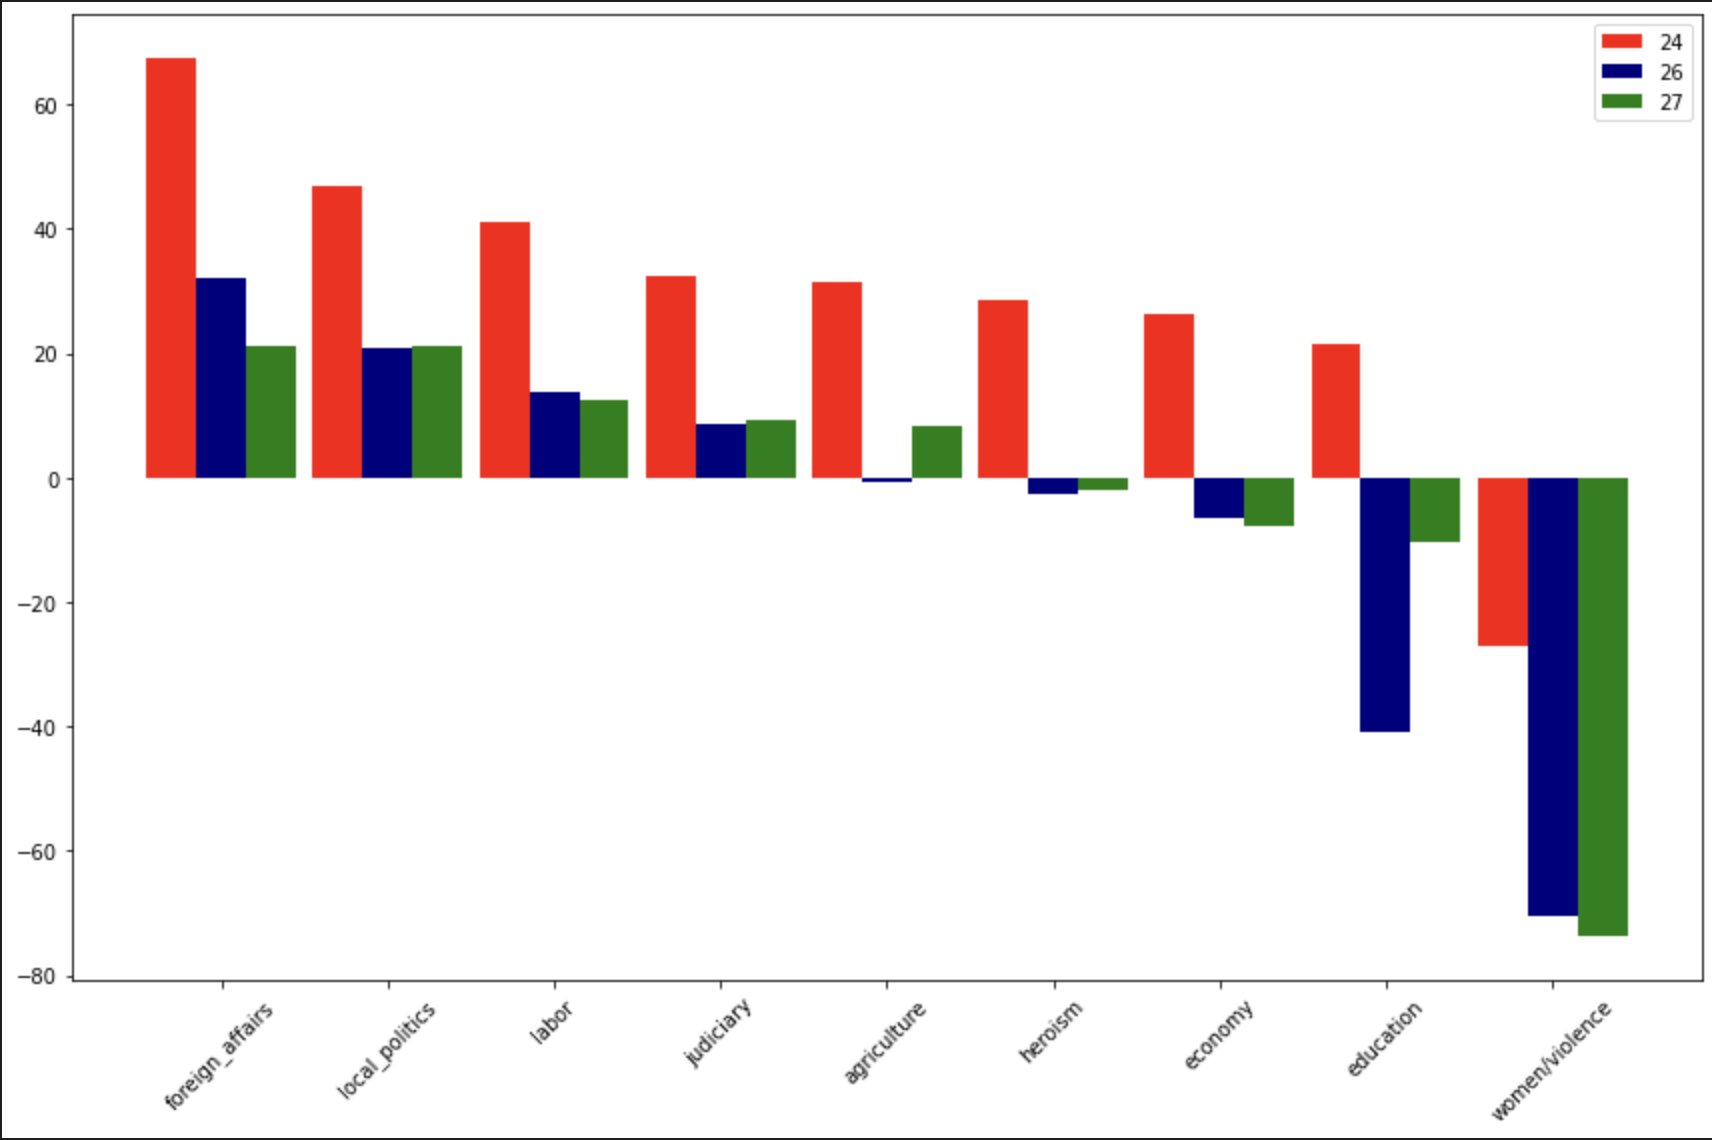 24
26
27
60
40
20
0
−20
−40
−60
−80
foreign_affairs
local_politics
labor
judiciary
agriculture
heroism
economy
education
women/violence